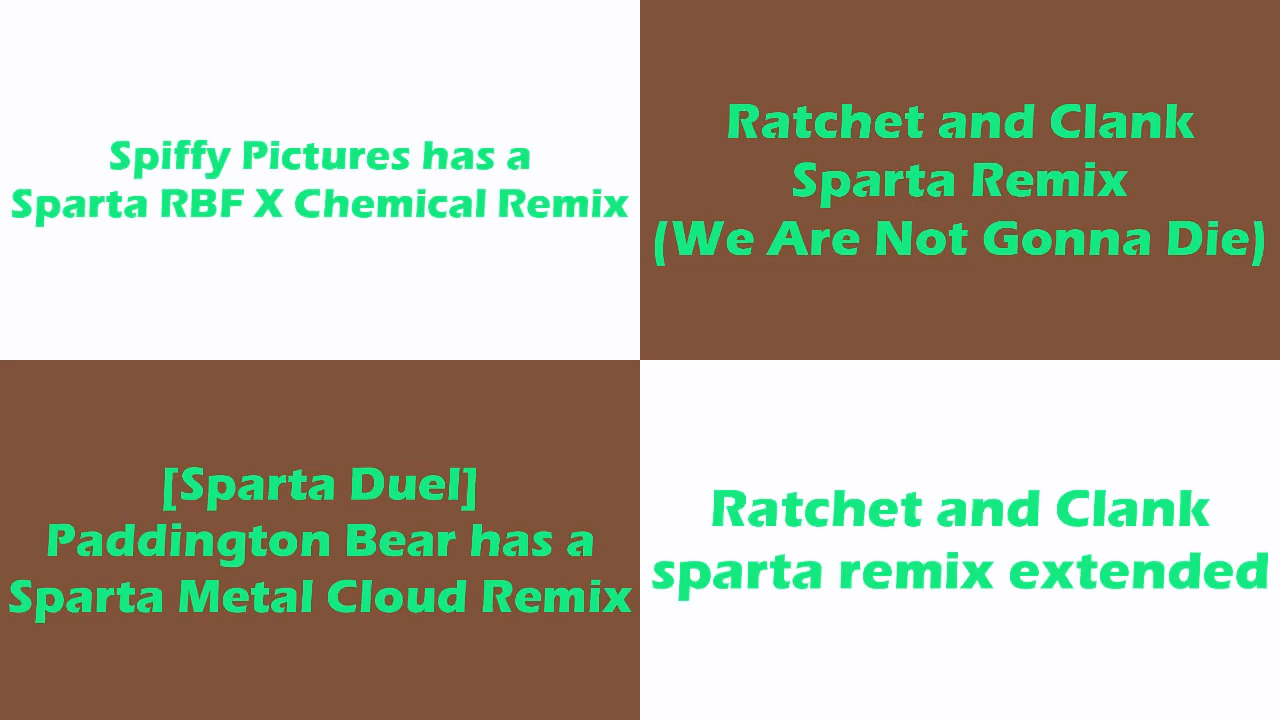 Spiffy Pictures has a
Sparta RBF X Chemical Remix
Ratchet and Clank
Sparta Remix
(We Are Not Gonna Die)
[Sparta Duel]
Paddington Bear has a
Sparta Metal Cloud Remix
Ratchet and Clank
sparta remix extended